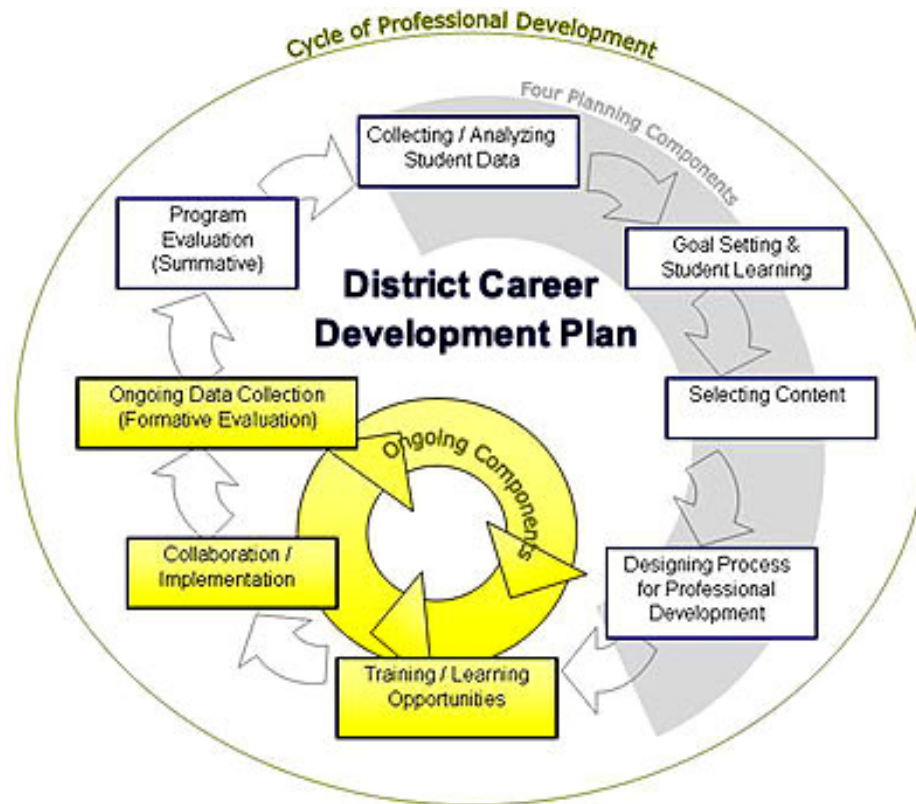 Cycle of Professional Development
Four Planning Components
Collecting / Analyzing
Student Data
Goal Setting &
Student Learning
Selecting Content
Designing Process
for Professional
Development
Training / Learning
Opportunities
Collaboration /
Implementation
Ongoing Data Collection
(Formative Evaluation)
Program
Evaluation
(Summative)
District Career
Development Plan
Ongoing Components